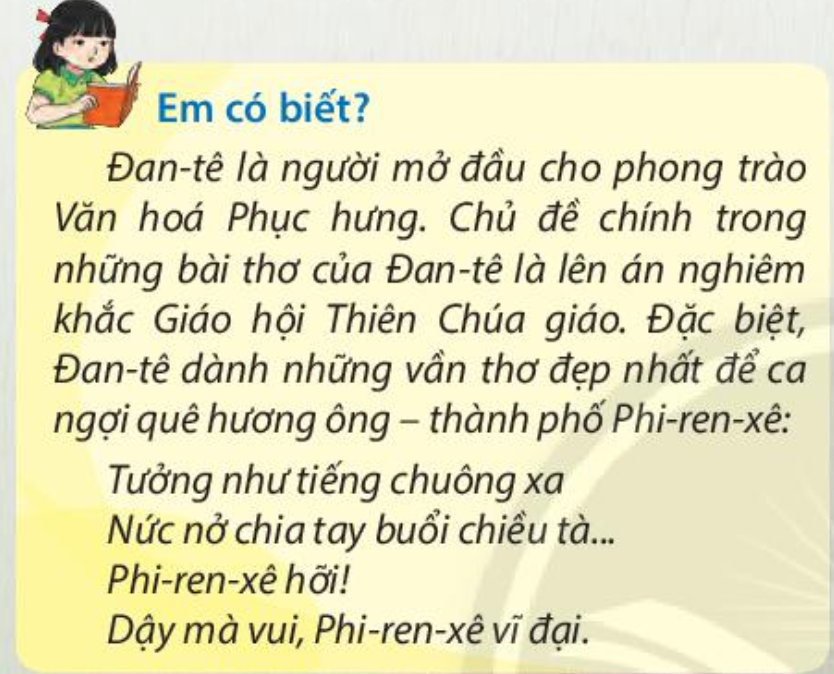 Em có biết?
Đan-tê là người mở đầu cho phong trào
Văn hoá Phục hưng. Chủ đề chính trong
những bài thơ của Đan-tê là lên án nghiêm
khắc Giáo hội Thiên Chúa giáo. Đặc biệt,
Đan-tê dành những vần thơ đẹp nhất để ca
ngợi quê hương ông – thành phố Phi-ren-xê:
Tưởng như tiếng chuông xa
Nức nở chia tay buổi chiều tà...
Phi-ren-xê hỡi!
Dậy mà vui, Phi-ren-xê vĩ đại.